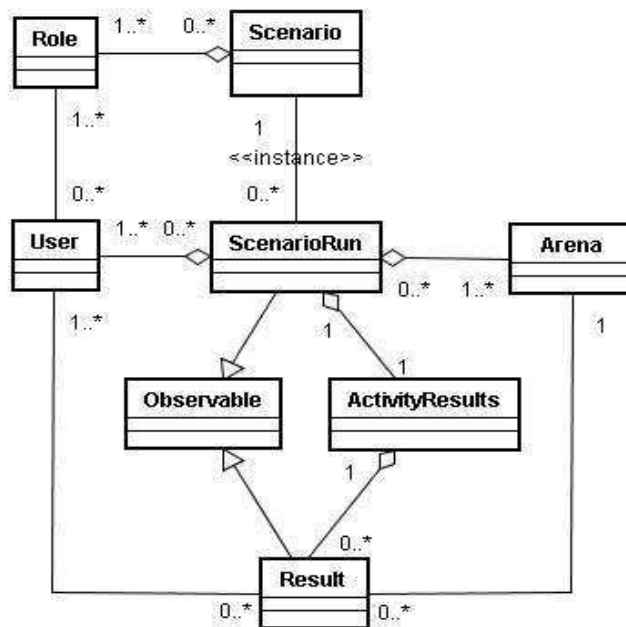 Role
1..*
0..*
Scenario
1..*
1
<<instance>>
0..*
0..*
User
1..*
0..*
ScenarioRun
0..*
1..*
Arena
1..*
1
1
1
Observable
ActivityResults
1
0..*
Result
0..*
0..*